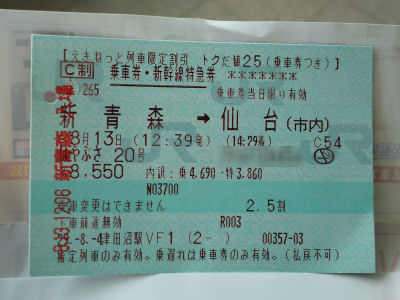 【えきねっと列車限定割引 トクだ値25(乗車券つき)】
C制 乗車券・新幹線特急券 *******
265 乗車券当日限り有効
新青森 → 仙台(市内)
8月13日 (12:39発) (14:29着) C54
はやぶさ 20号
8,550 内訳:乗4,690・特3,860
N03700
乗車変更はできません 2.5割
下車前途無効 R003
-8.-4津田沼駅VF1 (2- ) 00357-03
指定列車のみ有効。乗遅れは乗車券のみ有効。(払戻不可)